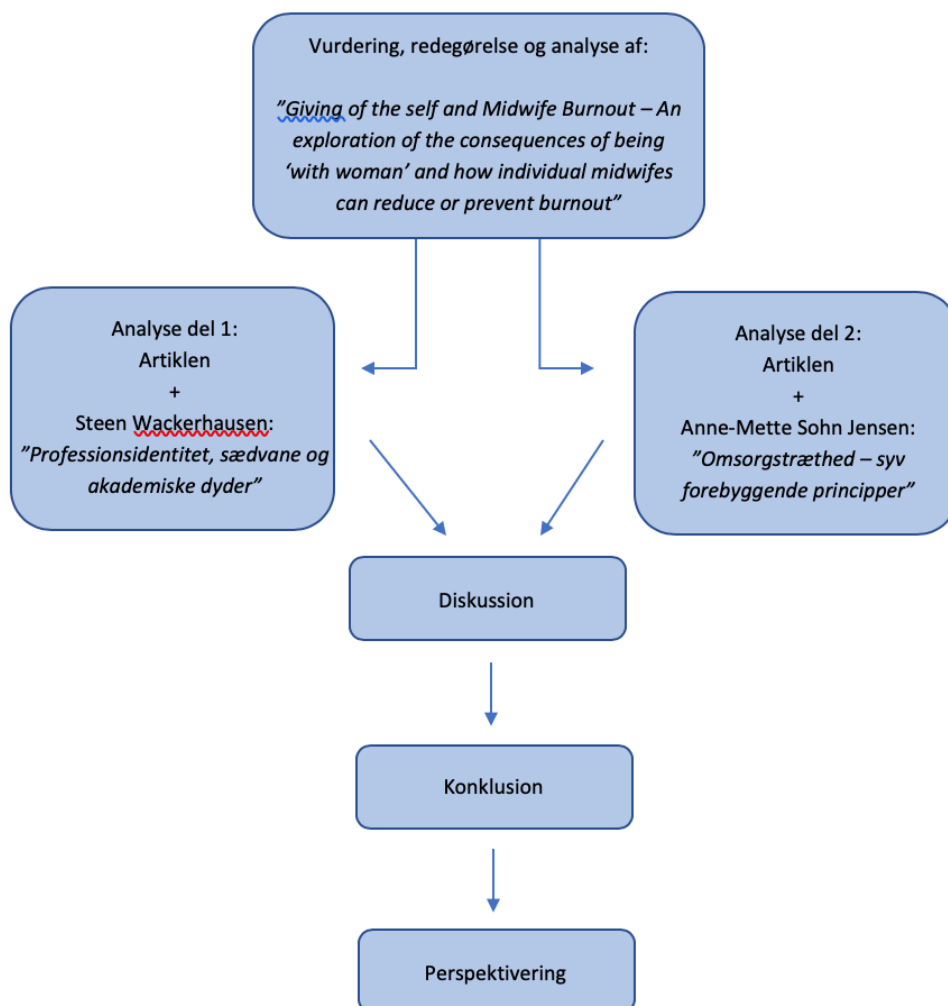 Vurdering, redegørelse og analyse af:
”Giving of the self and Midwife Burnout – An
exploration of the consequences of being
‘with woman’ and how individual midwifes
can reduce or prevent burnout”
Analyse del 1:
Artiklen
+
Steen Wackerhausen:
”Professionsidentitet, sædvane og
akademiske dyder”
Analyse del 2:
Artiklen
+
Anne-Mette Sohn Jensen:
”Omsorgstræthed – syv
forebyggende principper”
Diskussion
Konklusion
Perspektivering